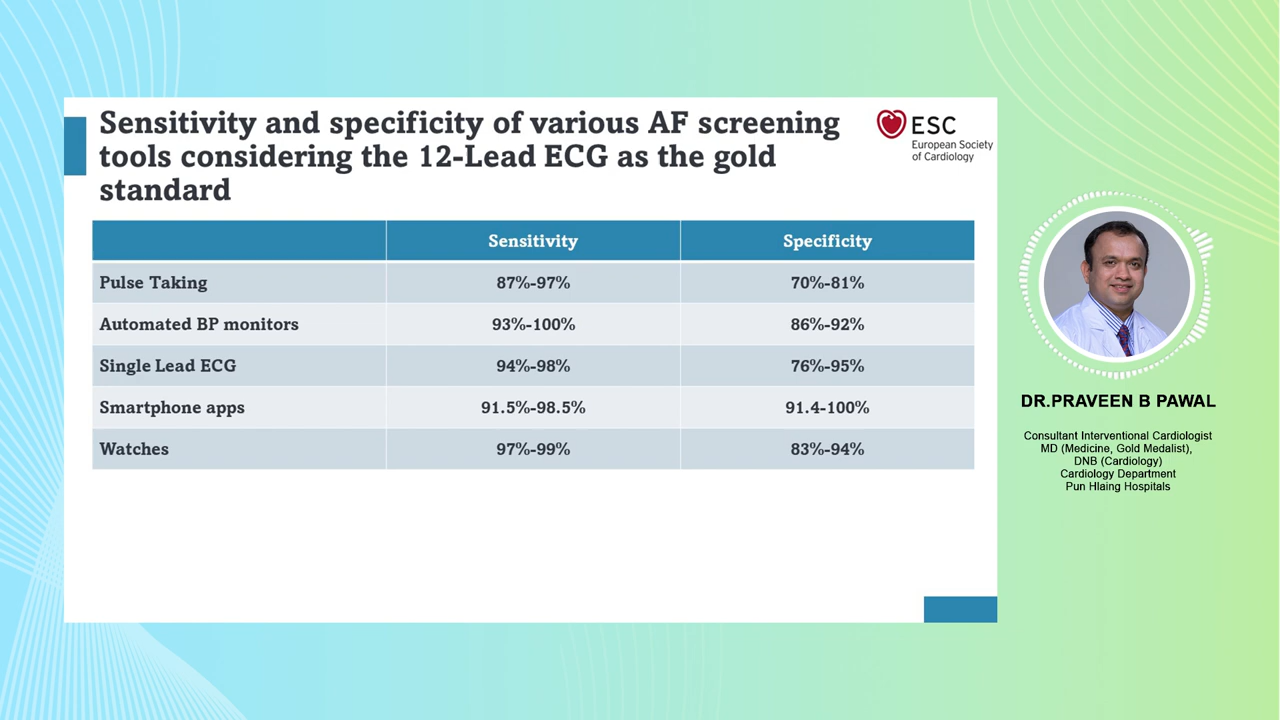 Sensitivity and specificity of various AF screening
tools considering the 12-Lead ECG as the gold
standard
ESC
European Society
of Cardiology
Sensitivity Specificity
Pulse Taking 87%-97% 70%-81%
Automated BP monitors 93%-100% 86%-92%
Single Lead ECG 94%-98% 76%-95%
Smartphone apps 91.5%-98.5% 91.4-100%
Watches 97%-99% 83%-94%
DR.PRAVEEN B PAWAL
Consultant Interventional Cardiologist
MD (Medicine, Gold Medalist),
DNB (Cardiology)
Cardiology Department
Pun Hlaing Hospitals